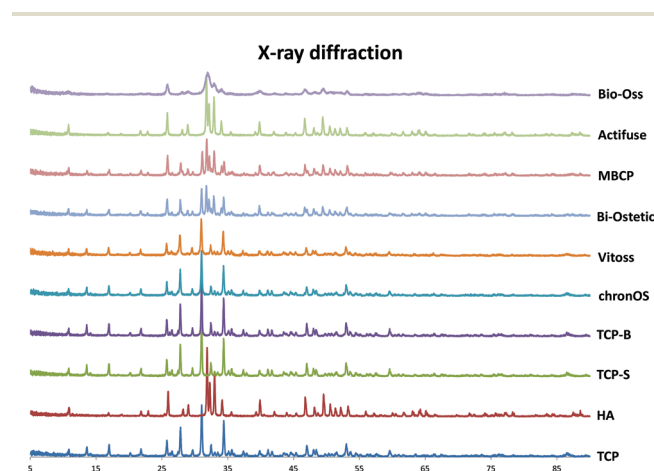 X-ray diffraction
Bio-Oss
Actifuse
MBCP
Bi-Ostetic
Vitoss
chronOS
TCP-B
TCP-S
HA
TCP
5 15 25 35 45 55 65 75 85